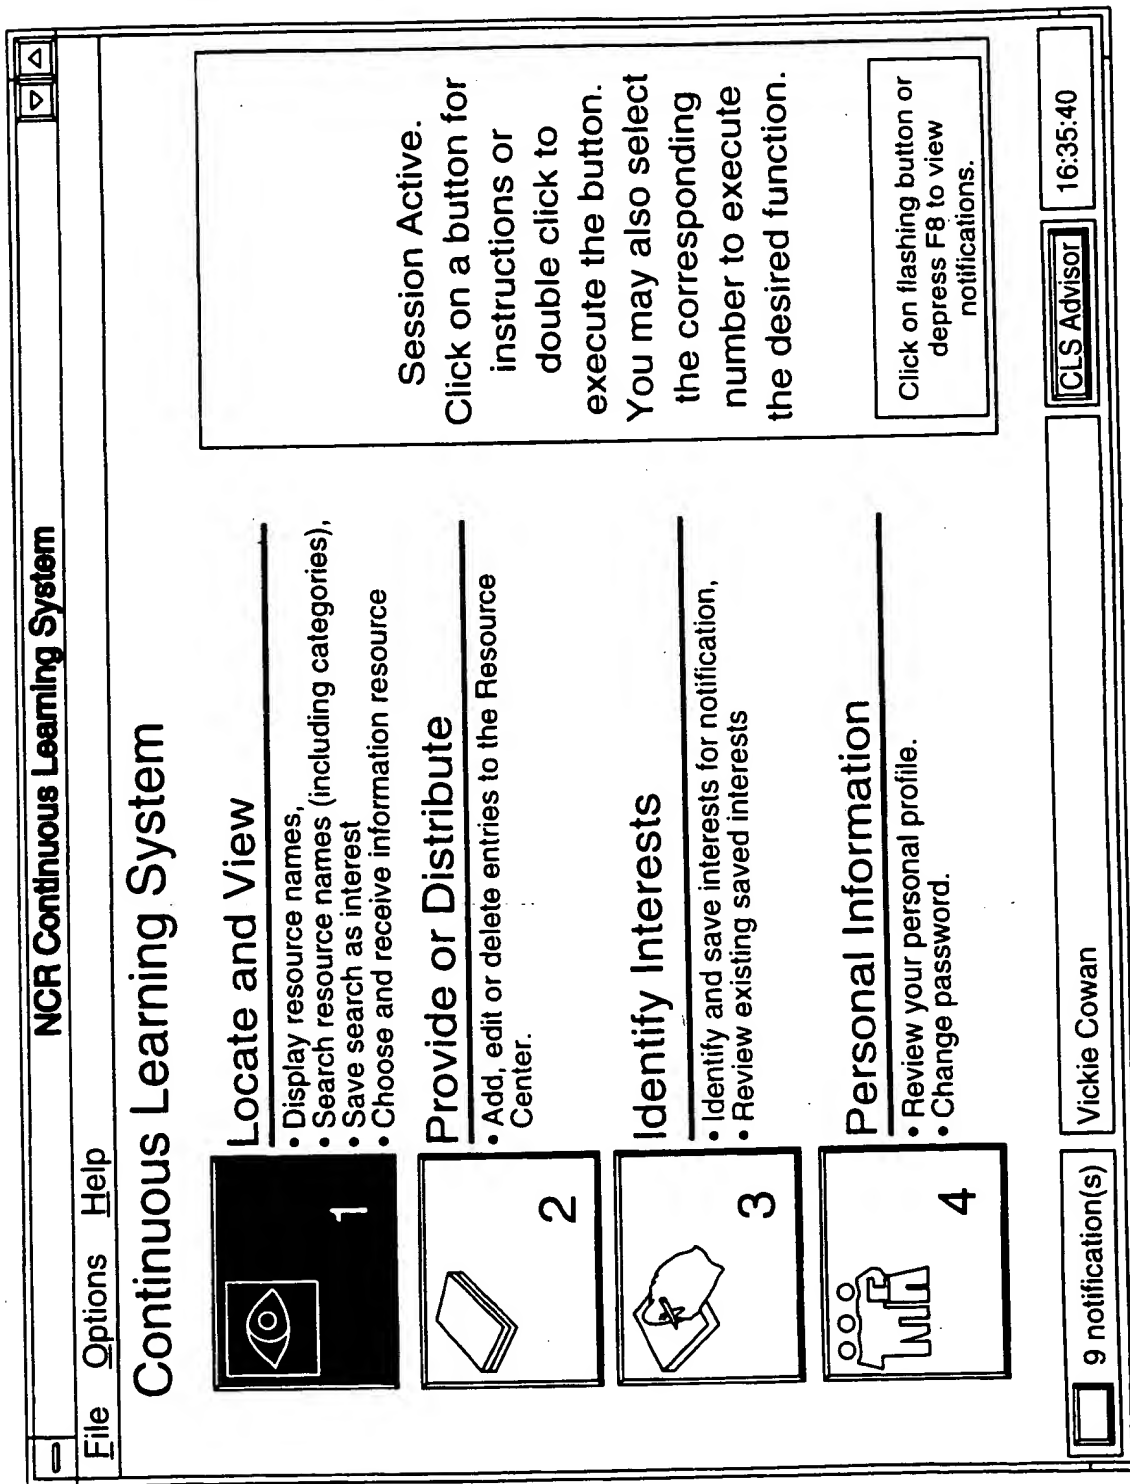 NCR Continuous Learning System
File Options Help
Continuous Learning System
1
Locate and View
• Display resource names,
• Search resource names (including categories),
• Save search as interest
• Choose and receive information resource
2
Provide or Distribute
• Add, edit or delete entries to the Resource
Center.
3
Identify Interests
• Identify and save interests for notification,
• Review existing saved interests
4
Personal Information
• Review your personal profile.
• Change password.
Session Active.
Click on a button for
instructions or
double click to
execute the button.
You may also select
the corresponding
number to execute
the desired function.
Click on flashing button or
depress F8 to view
notifications.
9 notification(s)
Vickie Cowan
CLS Advisor
16:35:40